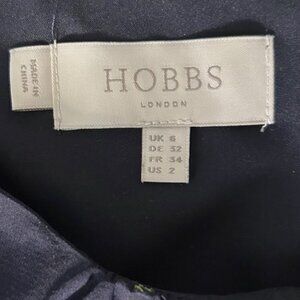 MADE IN
CHINA
HOBBS
LONDON
UK 6
DE 32
FR 34
US 2